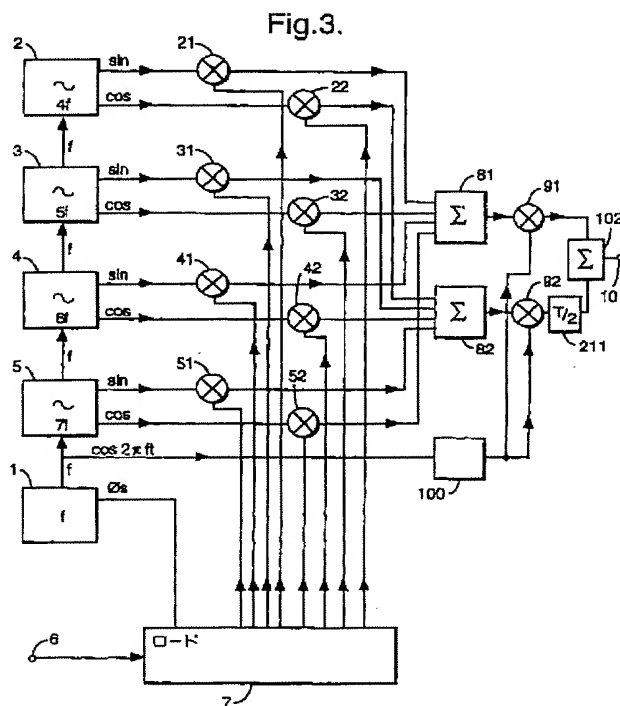 Fig.3.
2
sin
21
4f
cos
22
f
3
sin
31
5f
cos
32
81
Σ
91
102
Σ
10
f
4
sin
41
6f
cos
42
82
Σ
92
T/2
211
f
5
sin
51
7f
cos
52
f
cos 2πft
100
1
f
Øs
6
ロード
7